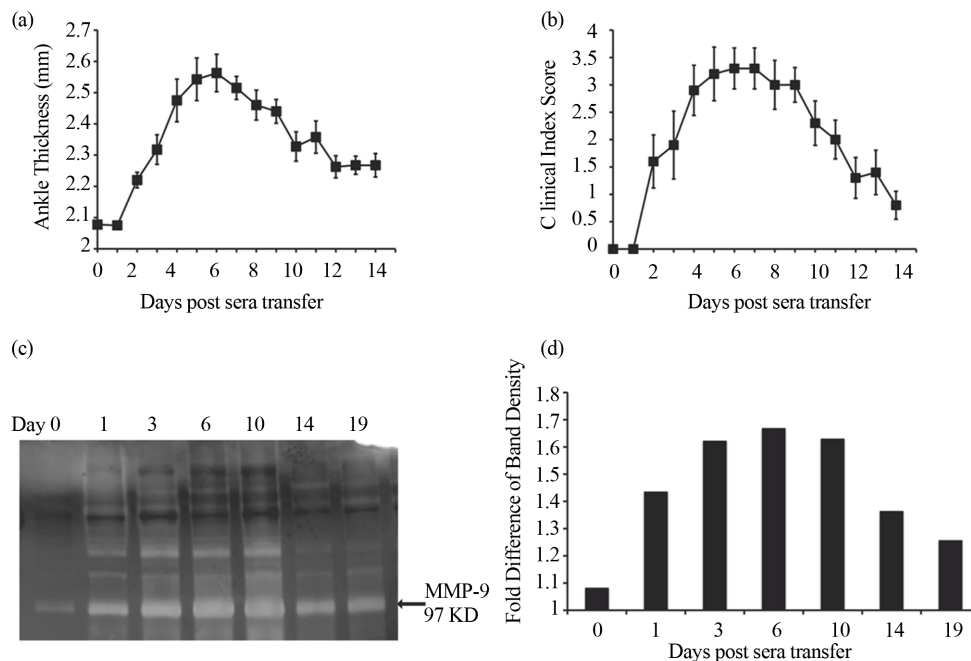 (a)
2.7
2.6
2.5
2.4
2.3
2.2
2.1
2
0 2 4 6 8 10 12 14
Ankle Thickness (mm)
Days post sera transfer
(b)
4
3.5
3
2.5
2
1.5
1
0.5
0
0 2 4 6 8 10 12 14
C linical Index Score
Days post sera transfer
(c)
Day 0 1 3 6 10 14 19
MMP-9
97 KD
(d)
1.8
1.7
1.6
1.5
1.4
1.3
1.2
1.1
1
0 1 3 6 10 14 19
Fold Difference of Band Density
Days post sera transfer